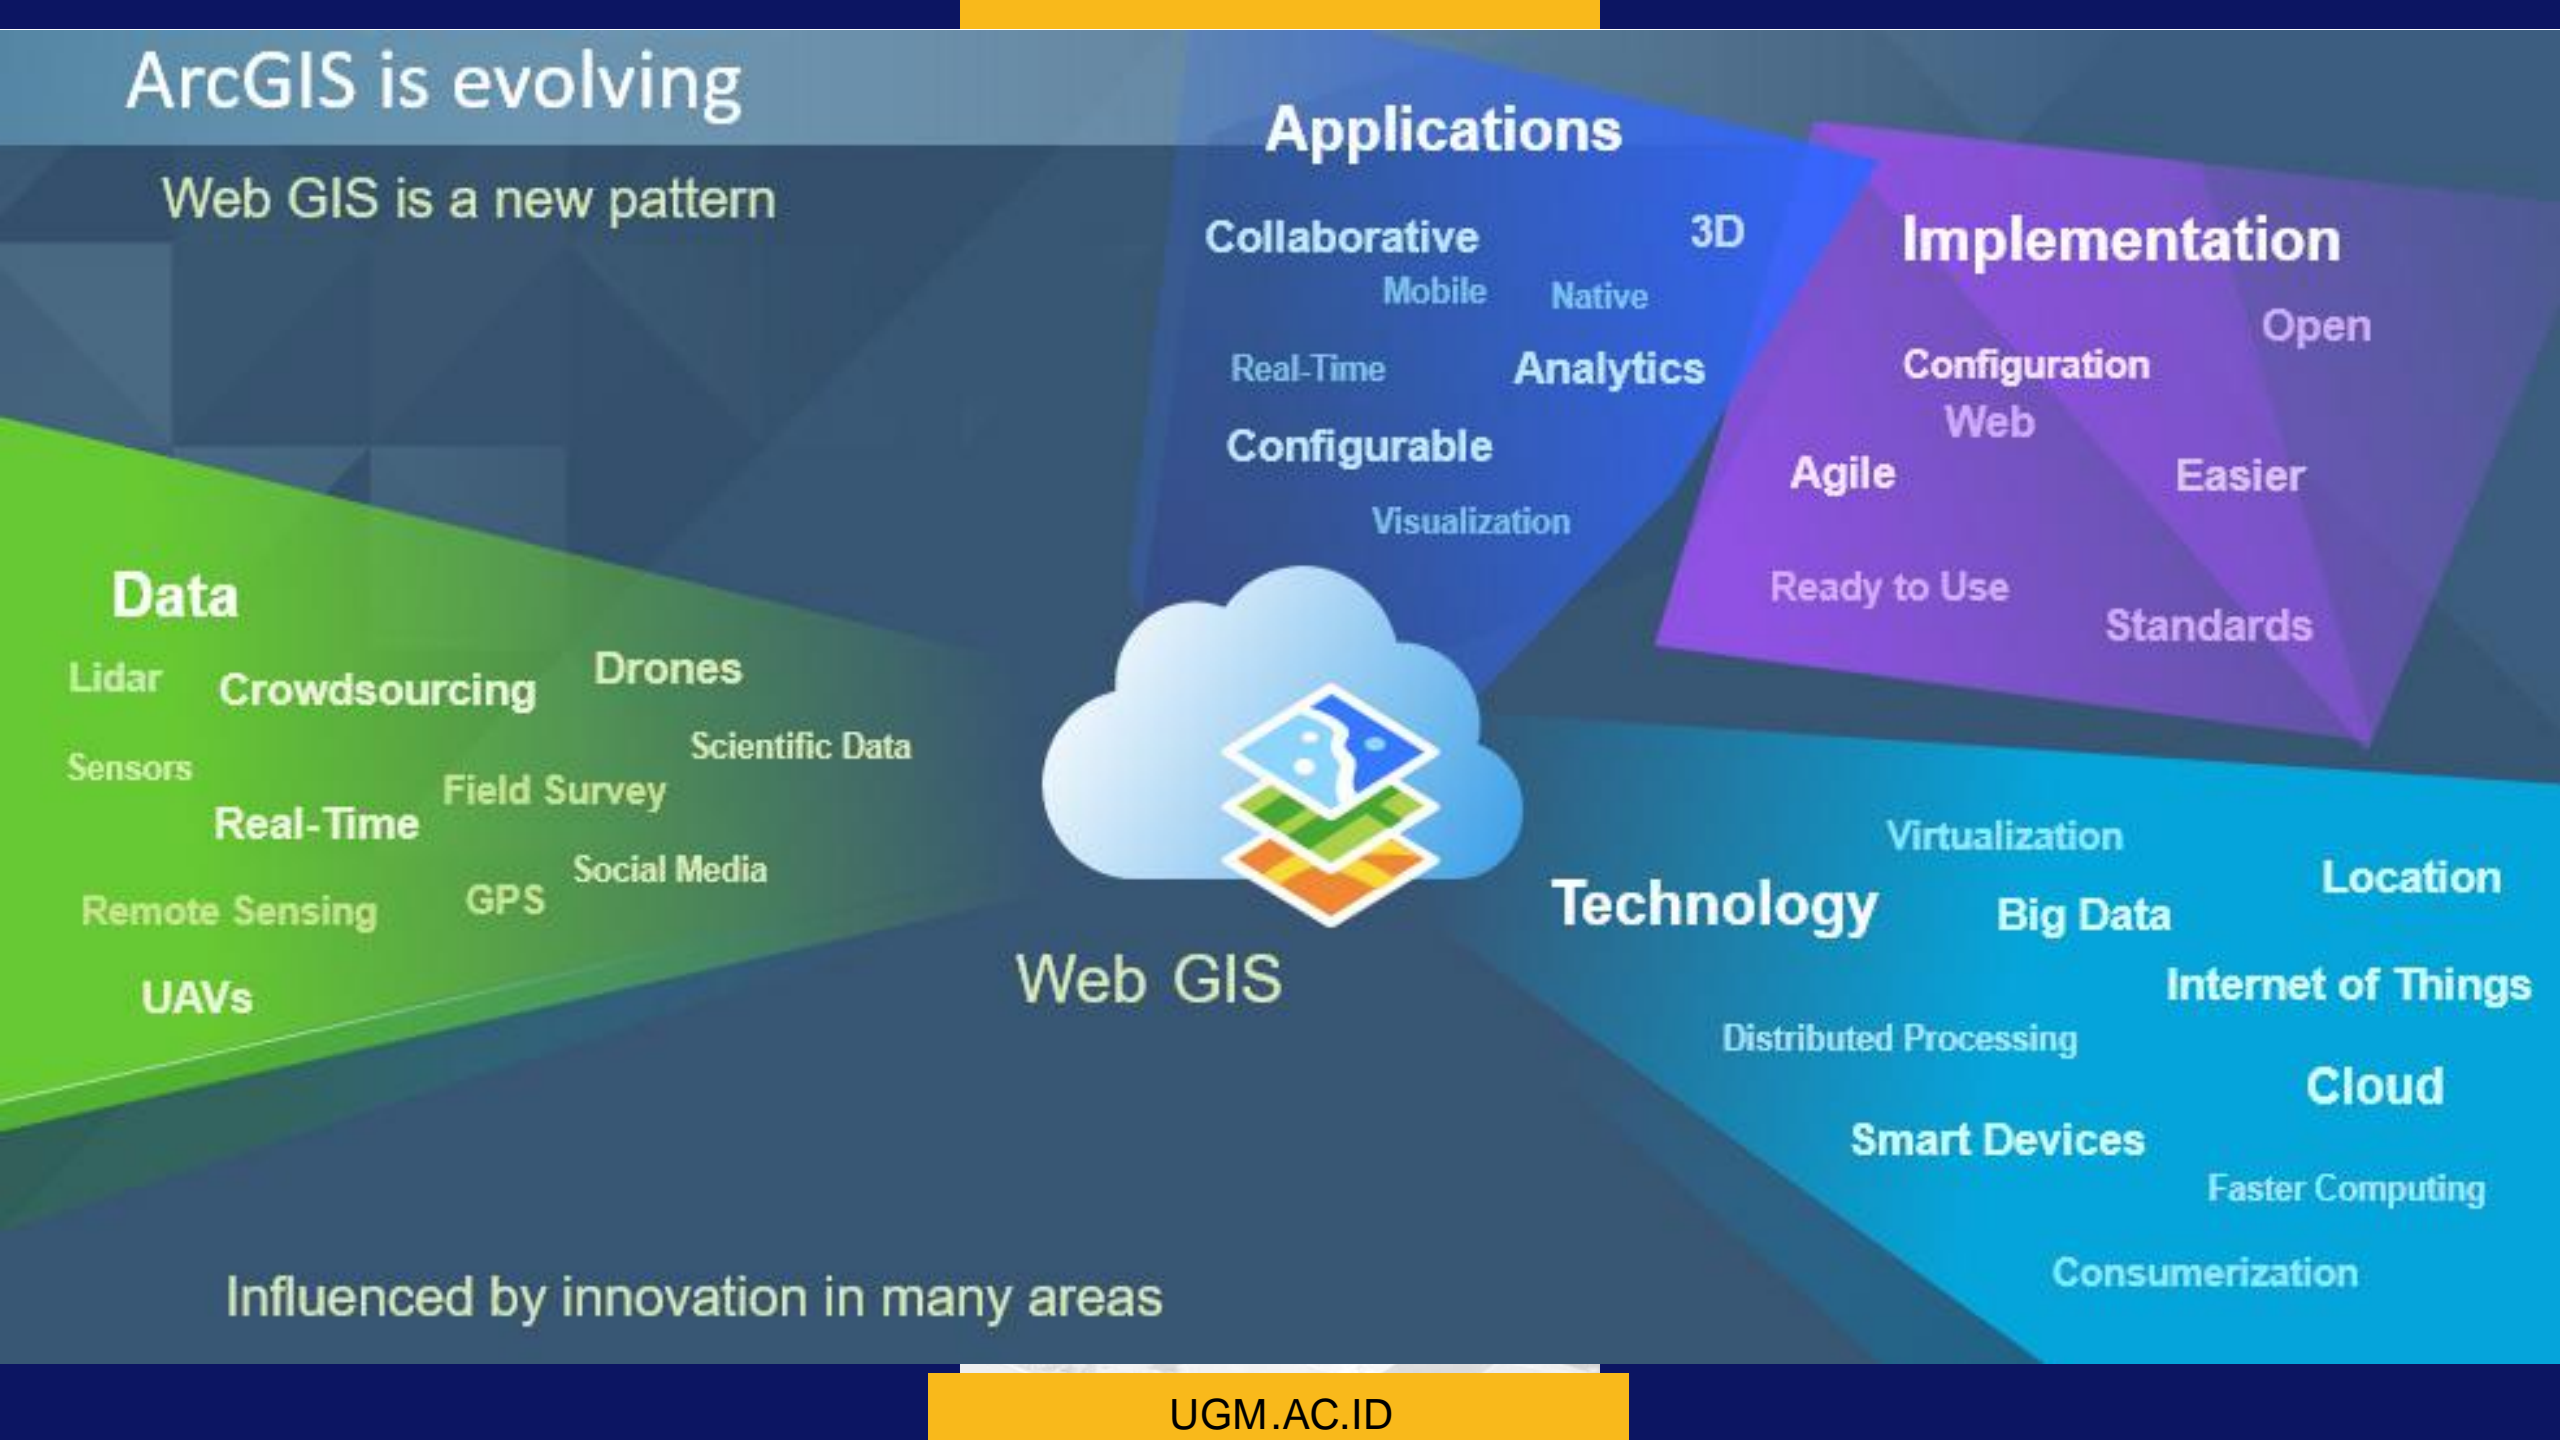 ArcGIS is evolving
Web GIS is a new pattern
Applications
Collaborative
3D
Mobile
Native
Real-Time
Analytics
Configurable
Visualization
Implementation
Open
Configuration
Web
Agile
Easier
Ready to Use
Standards
Data
Lidar
Crowdsourcing
Drones
Sensors
Scientific Data
Field Survey
Real-Time
Social Media
Remote Sensing
GPS
UAVs
Web GIS
Technology
Virtualization
Location
Big Data
Internet of Things
Distributed Processing
Cloud
Smart Devices
Faster Computing
Consumerization
Influenced by innovation in many areas
UGM.AC.ID